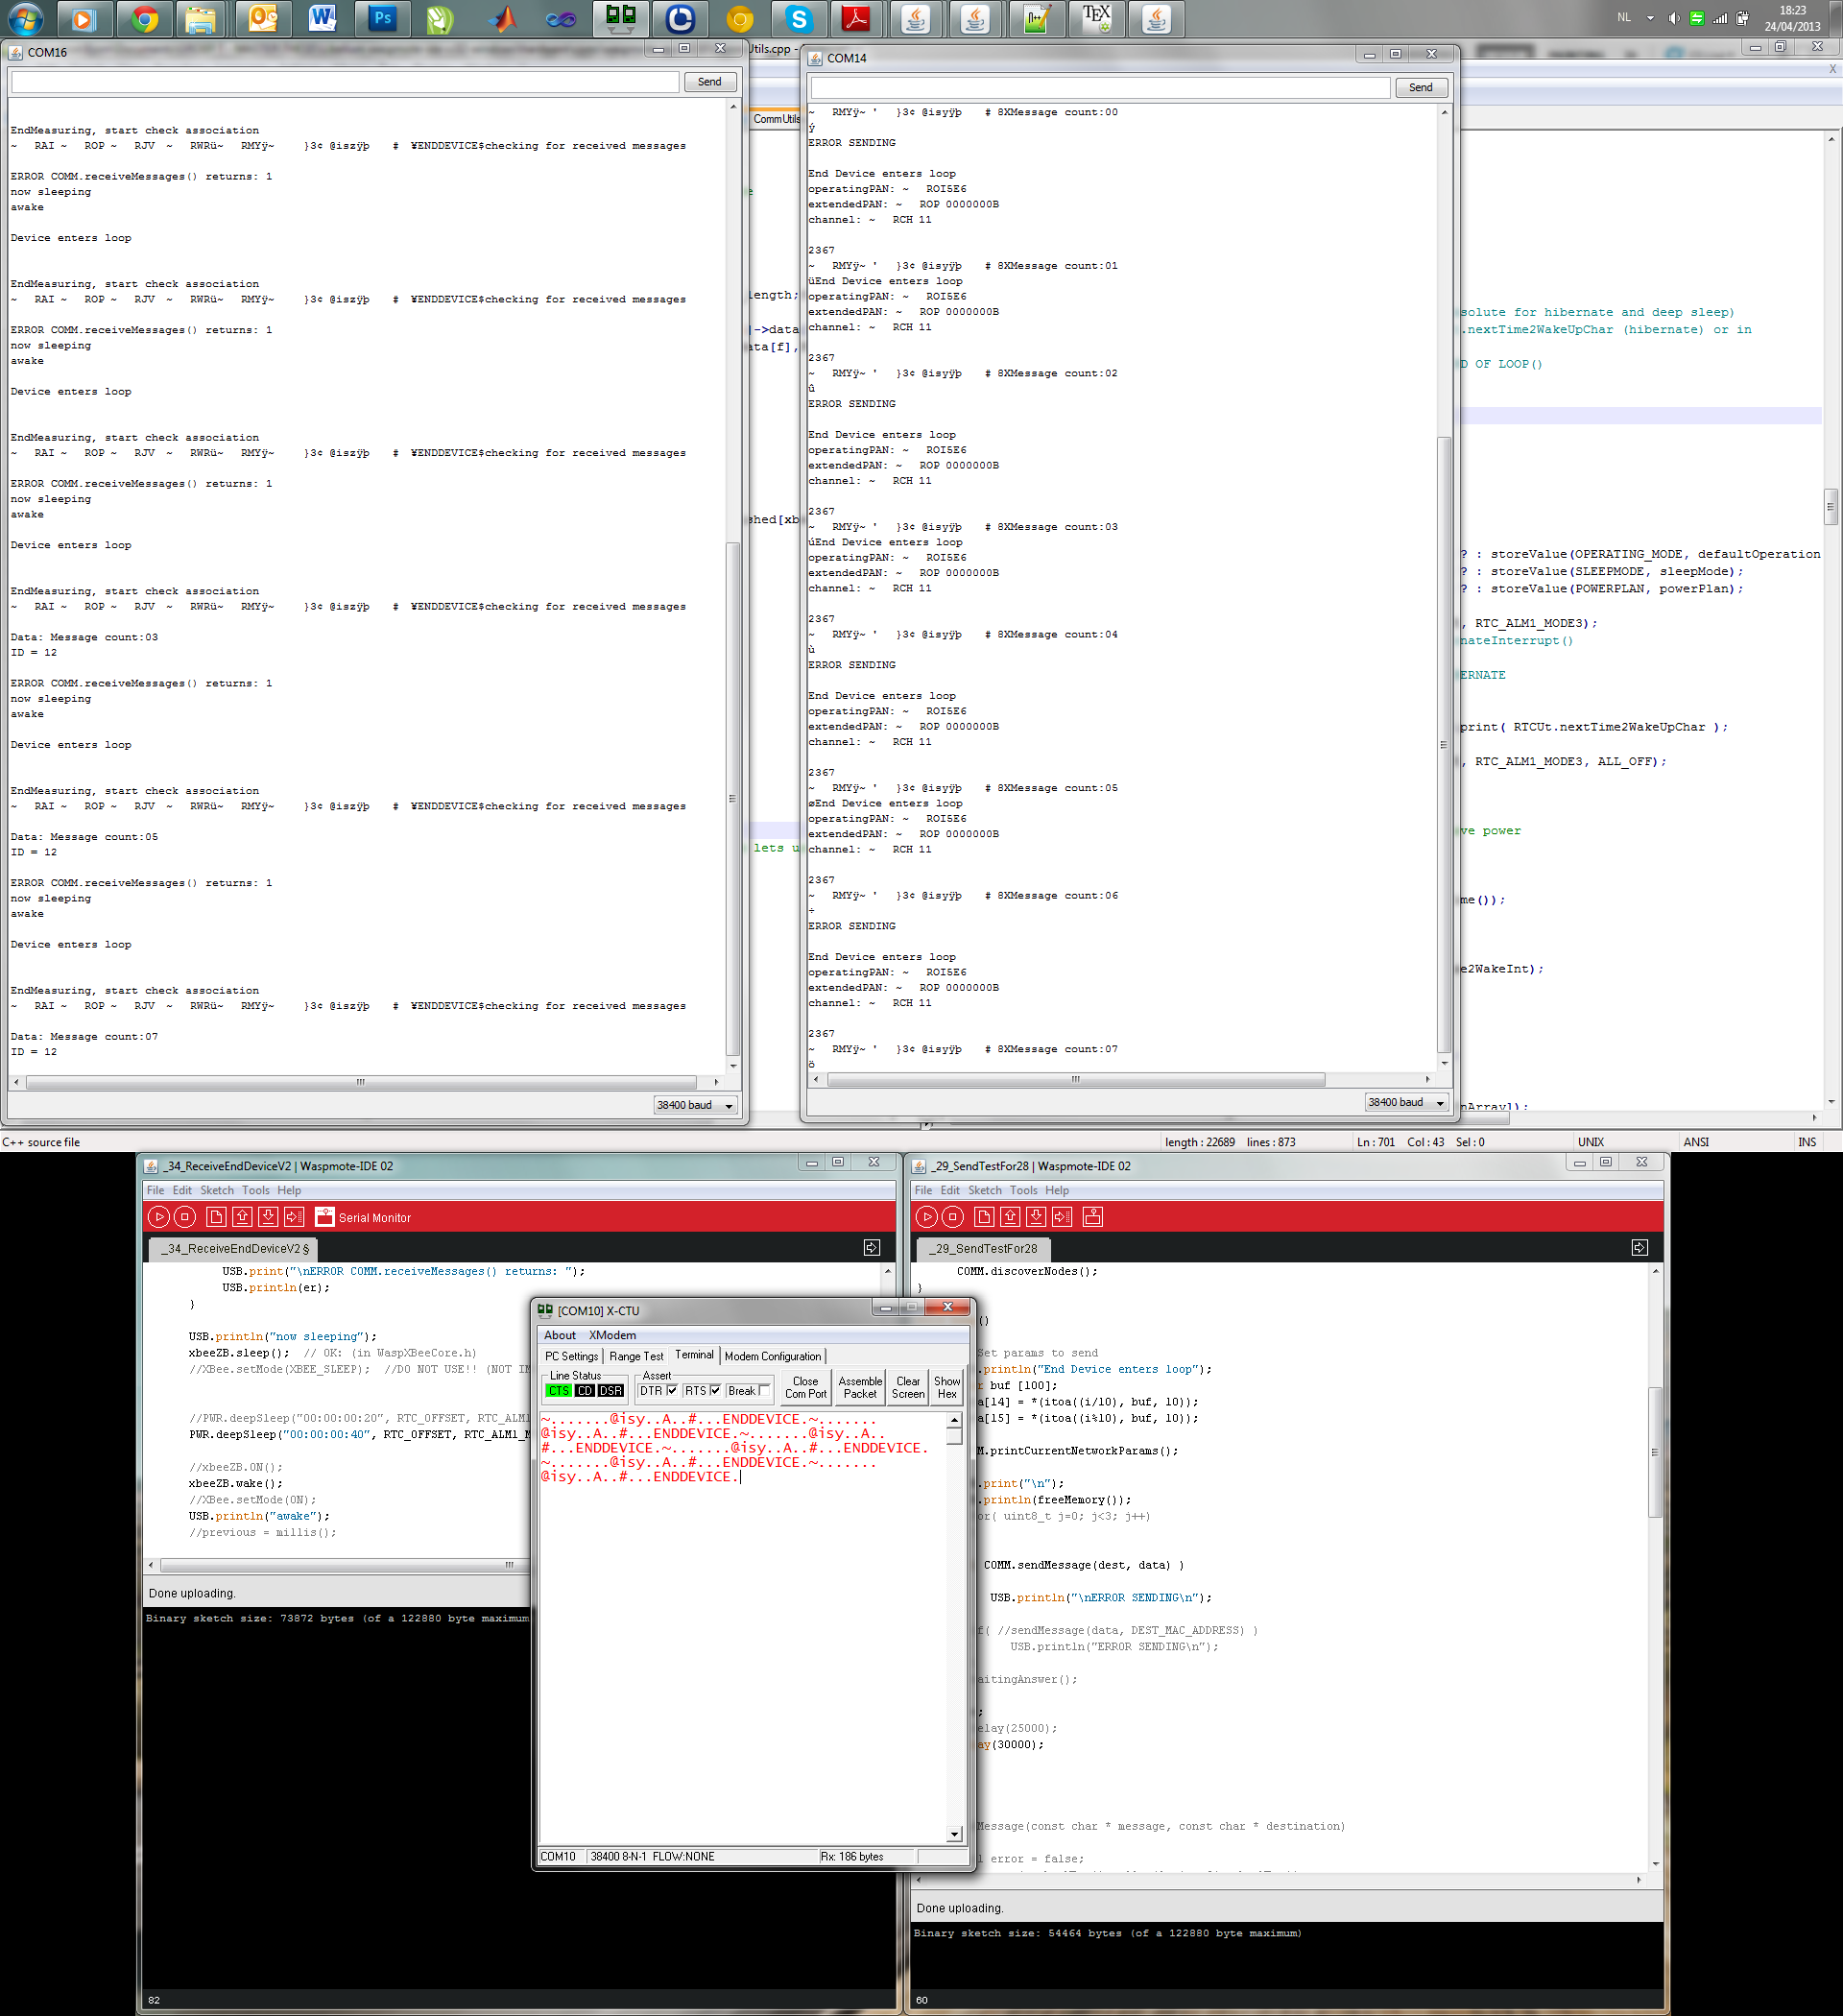 NL
18:23
24/04/2013
COM16
Send
EndMeasuring, start check association
~ RAI ~ ROP ~ RJV ~ RWRü~ RMYÿ~ }3¢ @iszÿþ # ¥ENDDEVICE$checking for received messages
ERROR COMM.receiveMessages() returns: 1
now sleeping
awake
Device enters loop
EndMeasuring, start check association
~ RAI ~ ROP ~ RJV ~ RWRü~ RMYÿ~ }3¢ @iszÿþ # ¥ENDDEVICE$checking for received messages
ERROR COMM.receiveMessages() returns: 1
now sleeping
awake
Device enters loop
EndMeasuring, start check association
~ RAI ~ ROP ~ RJV ~ RWRü~ RMYÿ~ }3¢ @iszÿþ # ¥ENDDEVICE$checking for received messages
ERROR COMM.receiveMessages() returns: 1
now sleeping
awake
Device enters loop
EndMeasuring, start check association
~ RAI ~ ROP ~ RJV ~ RWRü~ RMYÿ~ }3¢ @iszÿþ # ¥ENDDEVICE$checking for received messages
Data: Message count:03
ID = 12
ERROR COMM.receiveMessages() returns: 1
now sleeping
awake
Device enters loop
EndMeasuring, start check association
~ RAI ~ ROP ~ RJV ~ RWRü~ RMYÿ~ }3¢ @iszÿþ # ¥ENDDEVICE$checking for received messages
Data: Message count:05
ID = 12
ERROR COMM.receiveMessages() returns: 1
now sleeping
awake
Device enters loop
EndMeasuring, start check association
~ RAI ~ ROP ~ RJV ~ RWRü~ RMYÿ~ }3¢ @iszÿþ # ¥ENDDEVICE$checking for received messages
Data: Message count:07
ID = 12
38400 baud
Utils.cpp -
CommUtils
length;
]->data
ata[f],
shed[xb
lets u
COM14
Send
~ RMYÿ~ ' }3¢ @isyÿþ # 8XMessage count:00
ý
ERROR SENDING
End Device enters loop
operatingPAN: ~ ROI5E6
extendedPAN: ~ ROP 0000000B
channel: ~ RCH 11
2367
~ RMYÿ~ ' }3¢ @isyÿþ # 8XMessage count:01
üEnd Device enters loop
operatingPAN: ~ ROI5E6
extendedPAN: ~ ROP 0000000B
channel: ~ RCH 11
2367
~ RMYÿ~ ' }3¢ @isyÿþ # 8XMessage count:02
û
ERROR SENDING
End Device enters loop
operatingPAN: ~ ROI5E6
extendedPAN: ~ ROP 0000000B
channel: ~ RCH 11
2367
~ RMYÿ~ ' }3¢ @isyÿþ # 8XMessage count:03
úEnd Device enters loop
operatingPAN: ~ ROI5E6
extendedPAN: ~ ROP 0000000B
channel: ~ RCH 11
2367
~ RMYÿ~ ' }3¢ @isyÿþ # 8XMessage count:04
ù
ERROR SENDING
End Device enters loop
operatingPAN: ~ ROI5E6
extendedPAN: ~ ROP 0000000B
channel: ~ RCH 11
2367
~ RMYÿ~ ' }3¢ @isyÿþ # 8XMessage count:05
øEnd Device enters loop
operatingPAN: ~ ROI5E6
extendedPAN: ~ ROP 0000000B
channel: ~ RCH 11
2367
~ RMYÿ~ ' }3¢ @isyÿþ # 8XMessage count:06
÷
ERROR SENDING
End Device enters loop
operatingPAN: ~ ROI5E6
extendedPAN: ~ ROP 0000000B
channel: ~ RCH 11
2367
~ RMYÿ~ ' }3¢ @isyÿþ # 8XMessage count:07
ö
38400 baud
solute for hibernate and deep sleep)
.nextTime2WakeUpChar (hibernate) or in
D OF LOOP()
? : storeValue(OPERATING_MODE, defaultOperation
? : storeValue(SLEEPMODE, sleepMode);
? : storeValue(POWERPLAN, powerPlan);
, RTC_ALM1_MODE3);
nateInterrupt()
ERNATE
print( RTCUt.nextTime2WakeUpChar );
, RTC_ALM1_MODE3, ALL_OFF);
ve power
me());
e2WakeInt);
nArray1);
C++ source file
length : 22689 lines : 873
Ln : 701 Col : 43 Sel : 0
UNIX
ANSI
INS
_34_ReceiveEndDeviceV2 | Waspmote-IDE 02
File Edit Sketch Tools Help
Serial Monitor
_34_ReceiveEndDeviceV2 §
USB.print("\nERROR COMM.receiveMessages() returns: ");
USB.println(er);
}
USB.println("now sleeping");
xbeeZB.sleep(); // OK: (in WaspXBeeCore.h)
//XBee.setMode(XBEE_SLEEP); //DO NOT USE!! (NOT IM
//PWR.deepSleep("00:00:00:20", RTC_OFFSET, RTC_ALM1
PWR.deepSleep("00:00:00:40", RTC_OFFSET, RTC_ALM1_M
//xbeeZB.ON();
xbeeZB.wake();
//XBee.setMode(ON);
USB.println("awake");
//previous = millis();
Done uploading.
Binary sketch size: 73872 bytes (of a 122880 byte maximum
82
[COM10] X-CTU
About XModem
PC Settings Range Test Terminal Modem Configuration
Line Status
CTS CD DSR
Assert
DTR RTS Break
Close Com Port
Assemble Packet
Clear Screen
Show Hex
~.......@isy..A..#...ENDDEVICE.~.......
@isy..A..#...ENDDEVICE.~.......@isy..A..
#...ENDDEVICE.~.......@isy..A..#...ENDDEVICE.
~.......@isy..A..#...ENDDEVICE.~.......
@isy..A..#...ENDDEVICE.
COM10 38400 8-N-1 FLOW:NONE Rx: 186 bytes
_29_SendTestFor28 | Waspmote-IDE 02
File Edit Sketch Tools Help
_29_SendTestFor28
COMM.discoverNodes();
}
()
Set params to send
.println("End Device enters loop");
r buf [100];
a[14] = *(itoa((i/10), buf, 10));
a[15] = *(itoa((i%10), buf, 10));
M.printCurrentNetworkParams();
.print("\n");
.println(freeMemory());
or( uint8_t j=0; j<3; j++)
COMM.sendMessage(dest, data) )
USB.println("\nERROR SENDING\n");
f( //sendMessage(data, DEST_MAC_ADDRESS) )
USB.println("ERROR SENDING\n");
aitingAnswer();
;
elay(25000);
ay(30000);
Message(const char * message, const char * destination)
l error = false;
Done uploading.
Binary sketch size: 54464 bytes (of a 122880 byte maximum)
60